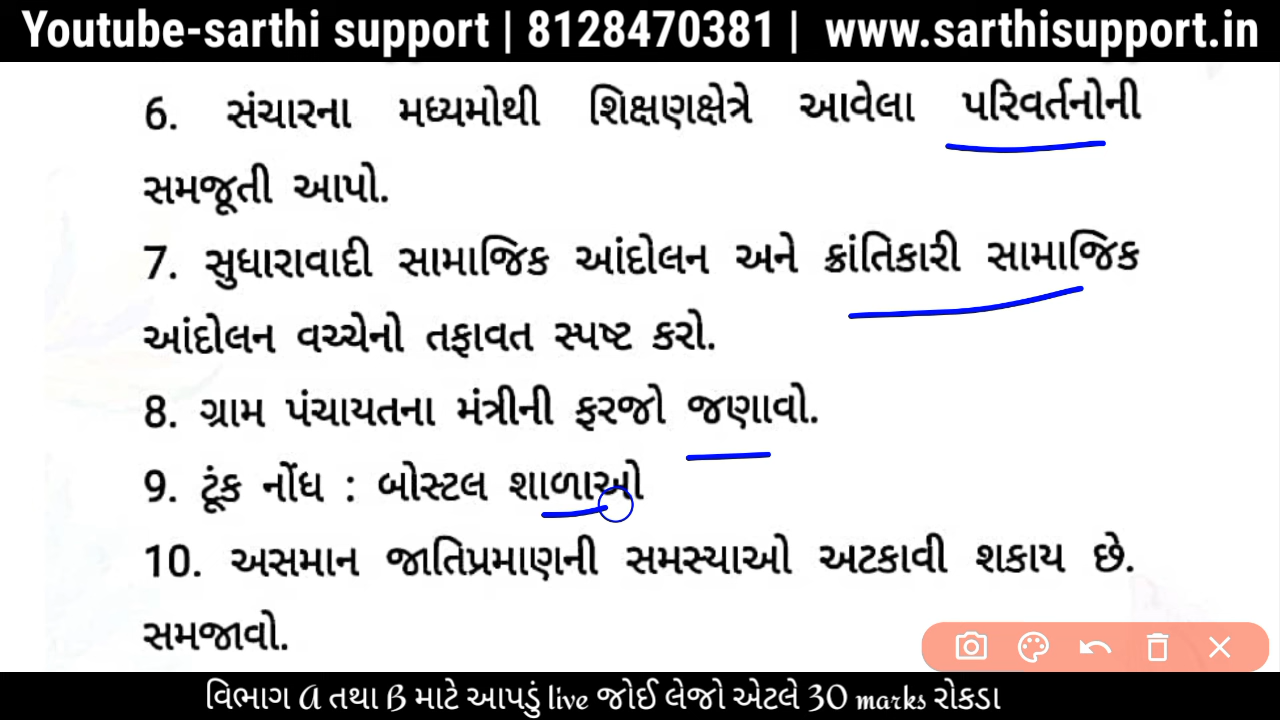 Youtube-sarthi support | 8128470381 | www.sarthisupport.in
6. સંચારના મધ્યમોથી શિક્ષણક્ષેત્રે આવેલા પરિવર્તનોની
સમજૂતી આપો.
7. સુધારાવાદી સામાજિક આંદોલન અને ક્રાંતિકારી સામાજિક
આંદોલન વચ્ચેનો તફાવત સ્પષ્ટ કરો.
8. ગ્રામ પંચાયતના મંત્રીની ફરજો જણાવો.
9. ટૂંક નોંધ : બોસ્ટલ શાળાઓ
10. અસમાન જાતિપ્રમાણની સમસ્યાઓ અટકાવી શકાય છે.
સમજાવો.
વિભાગ A તથા B માટે આપડું live જોઈ લેજો એટલે 30 marks રોકડા